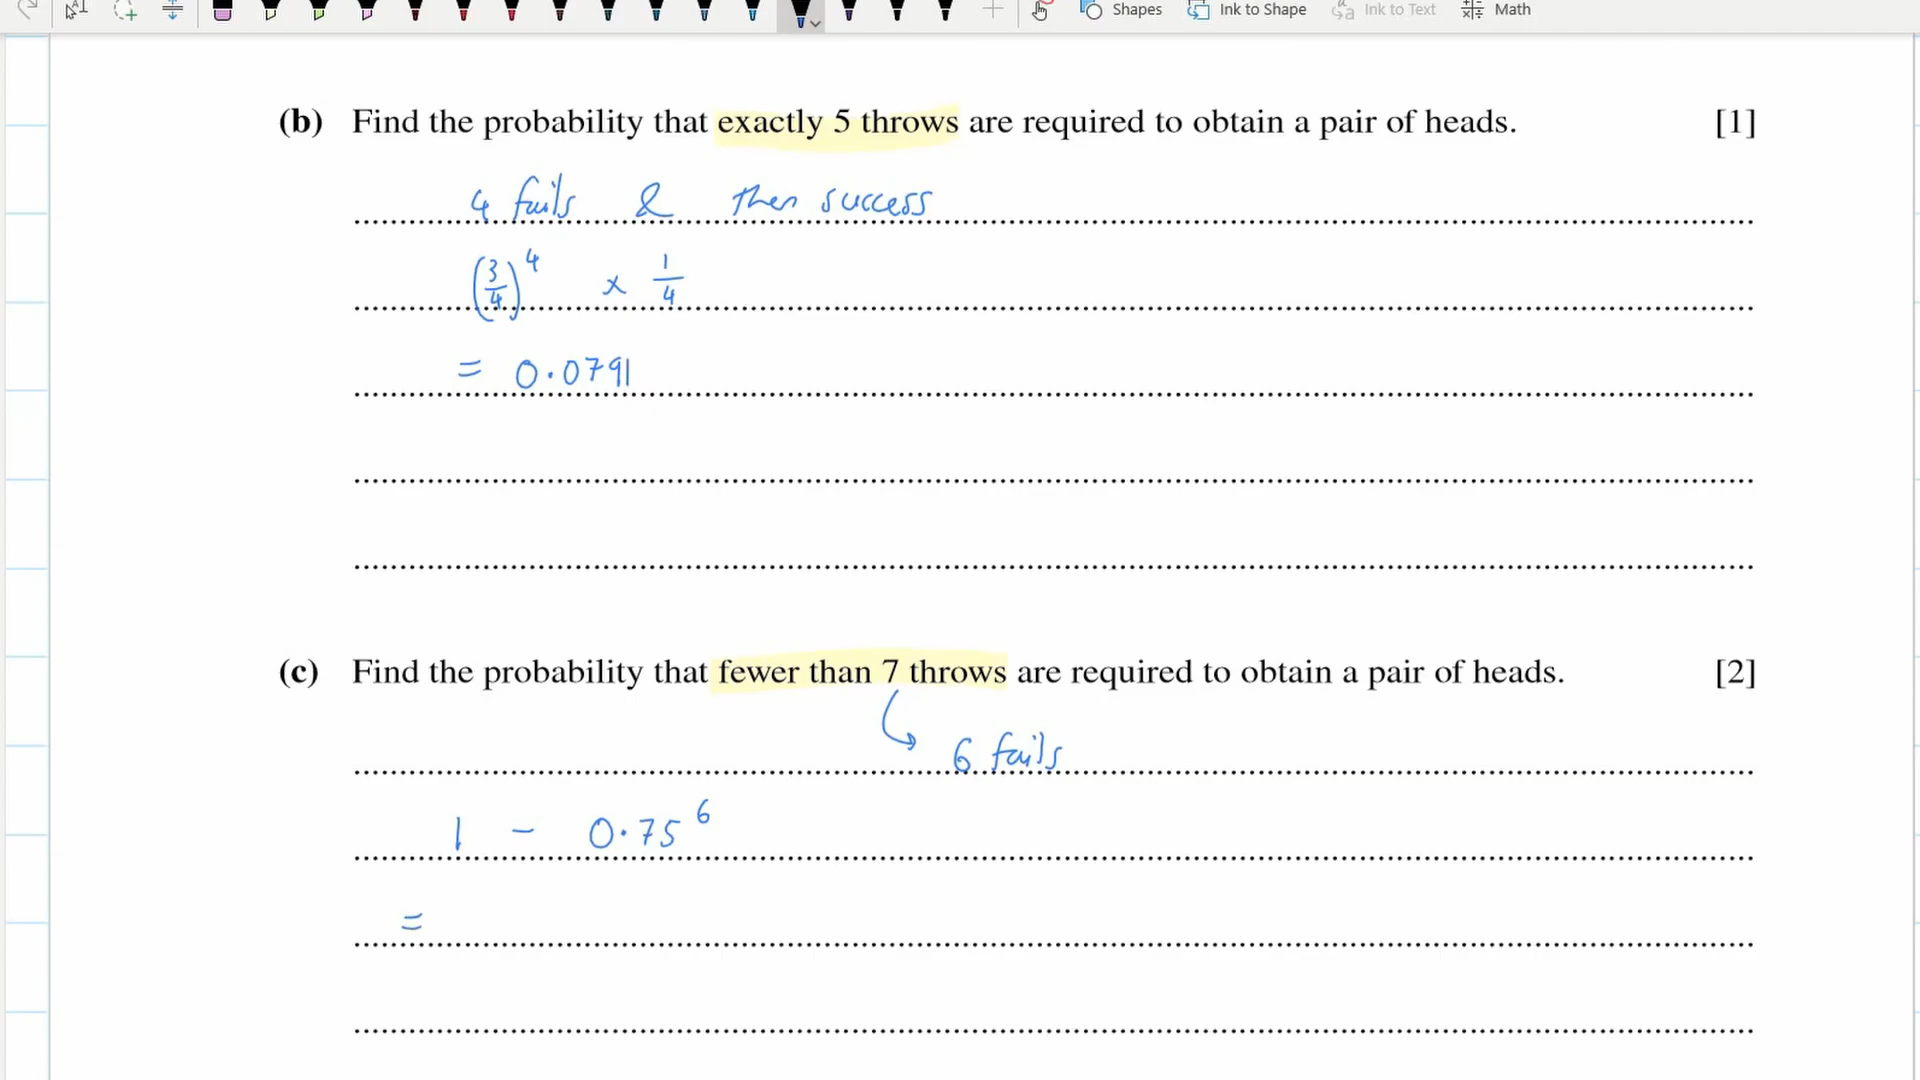 Shapes Ink to Shape Ink to Text Math
(b) Find the probability that exactly 5 throws are required to obtain a pair of heads. [1]
4 fails & then success
(3/4)^4 × 1/4
= 0.0791
(c) Find the probability that fewer than 7 throws are required to obtain a pair of heads. [2]
6 fails
1 - 0.75^6
=